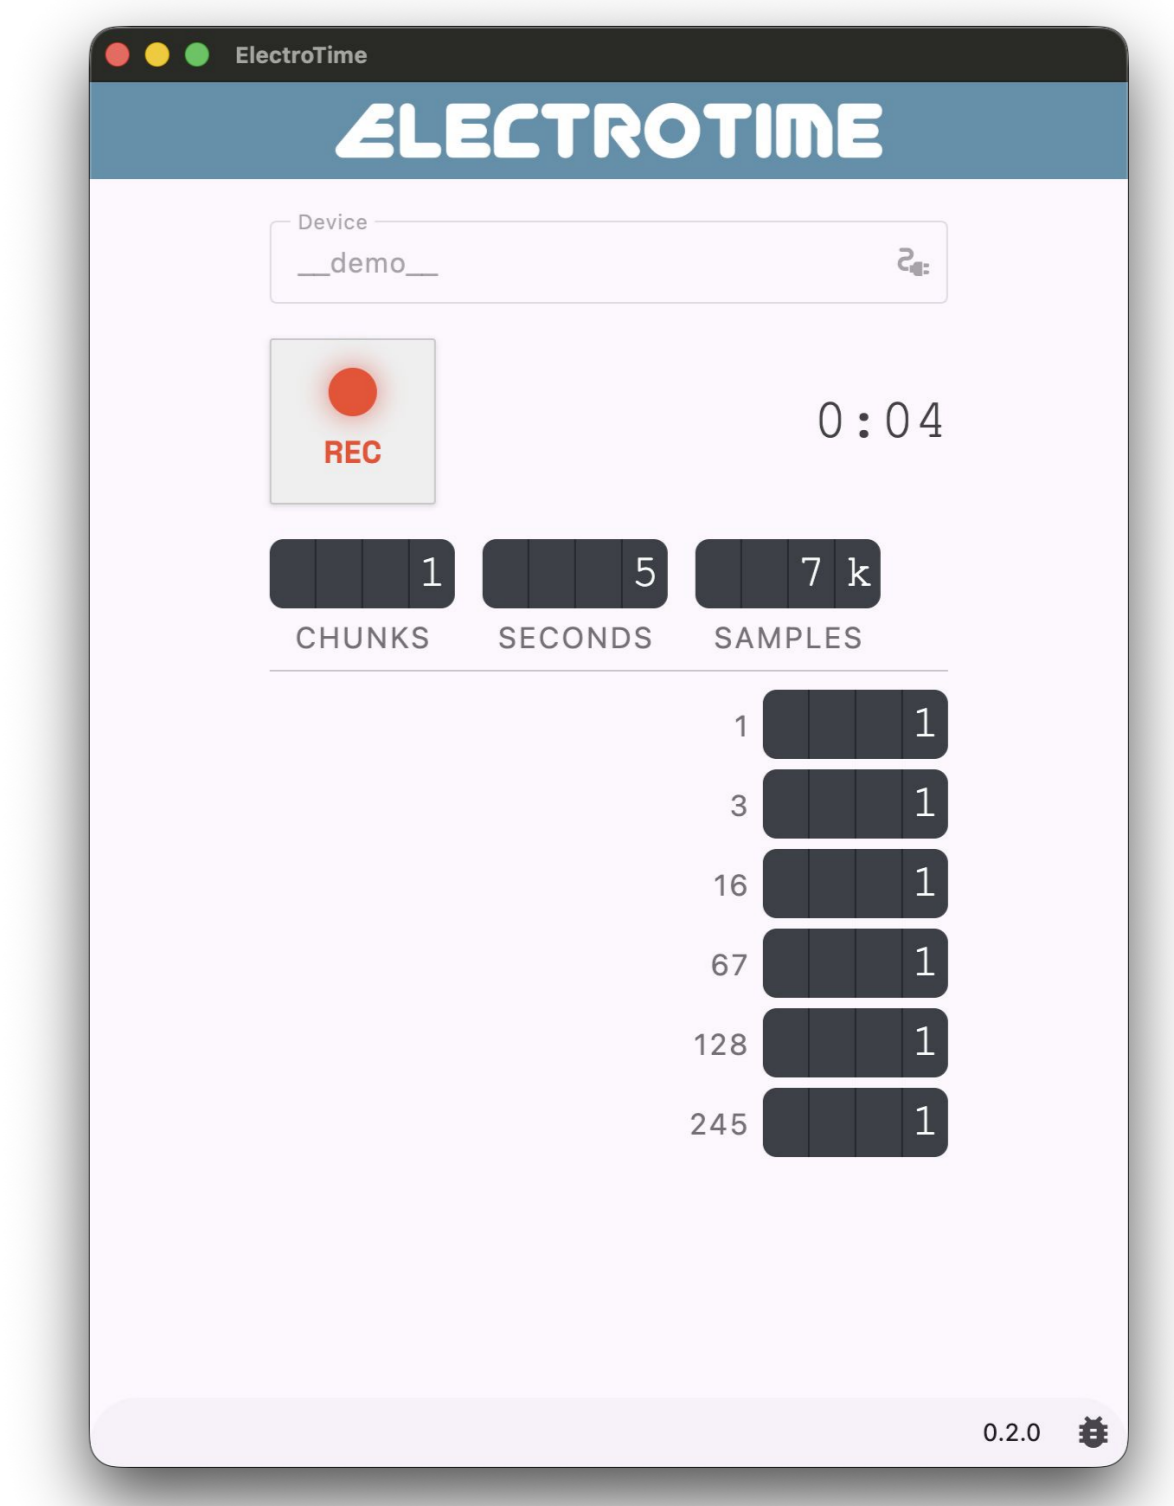 ElectroTime
ELECTROTIME
Device
__demo__
REC
0:04
1 5 7 k
CHUNKS SECONDS SAMPLES
1 1
3 1
16 1
67 1
128 1
245 1
0.2.0